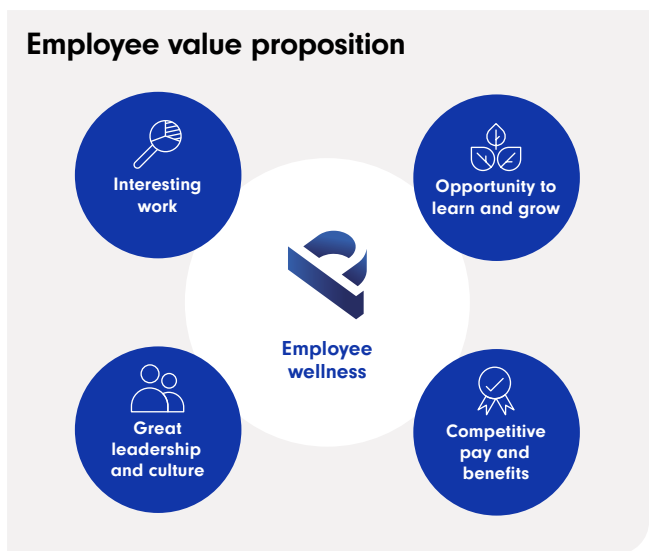 Employee value proposition
Interesting
work
Opportunity to
learn and grow
Employee
wellness
Great
leadership
and culture
Competitive
pay and
benefits